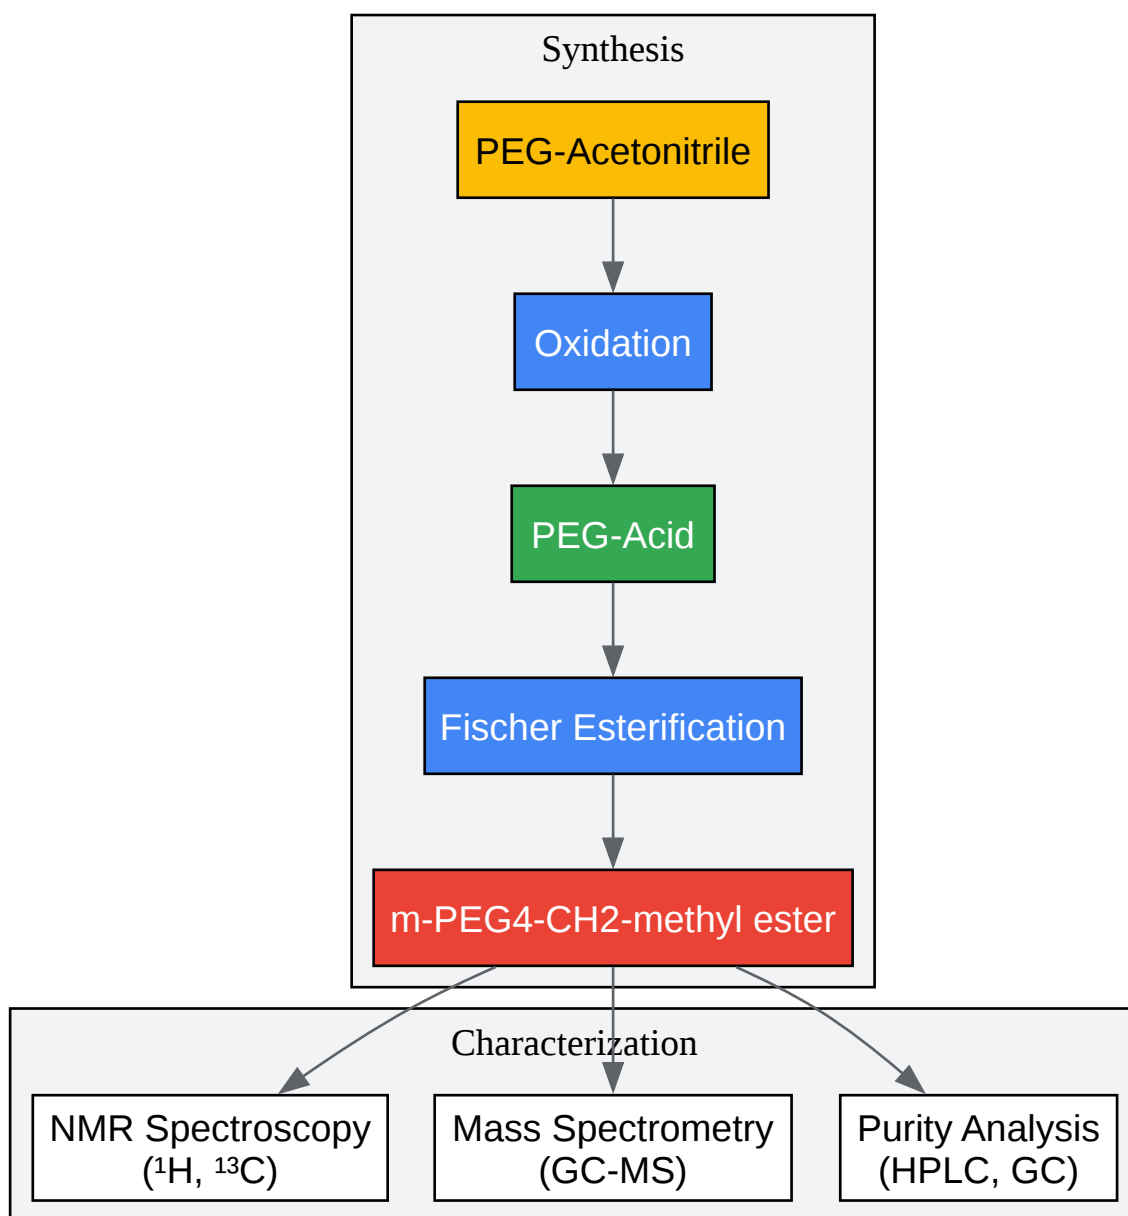 Synthesis
PEG-Acetonitrile
Oxidation
PEG-Acid
Fischer Esterification
m-PEG4-CH2-methyl ester
Characterization
NMR Spectroscopy
(¹H, ¹³C)
Mass Spectrometry
(GC-MS)
Purity Analysis
(HPLC, GC)